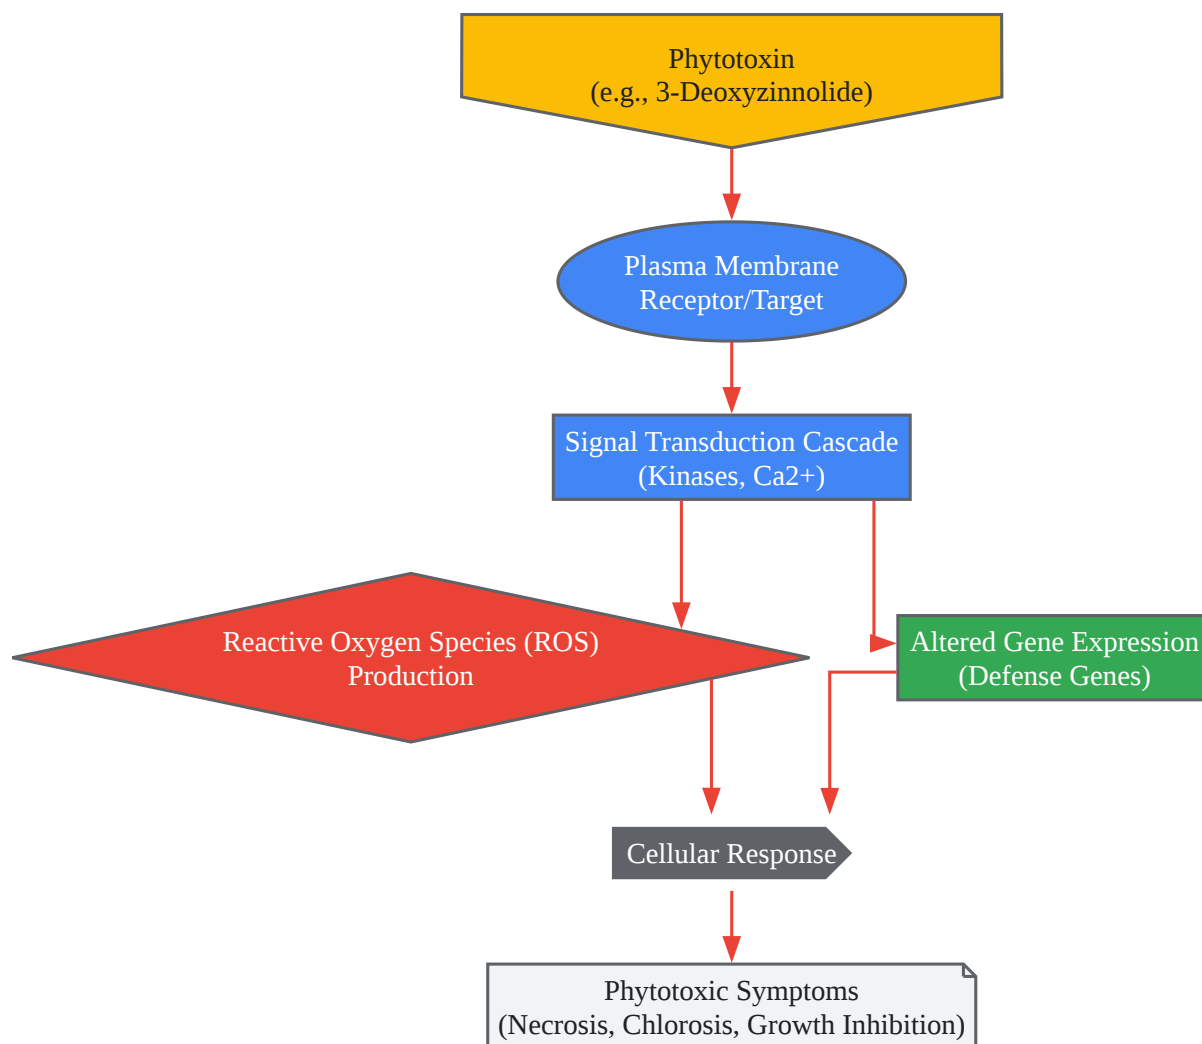 Phytotoxin
(e.g., 3-Deoxyzinnolide)
Plasma Membrane
Receptor/Target
Signal Transduction Cascade
(Kinases, Ca2+)
Reactive Oxygen Species (ROS)
Production
Altered Gene Expression
(Defense Genes)
Cellular Response
Phytotoxic Symptoms
(Necrosis, Chlorosis, Growth Inhibition)